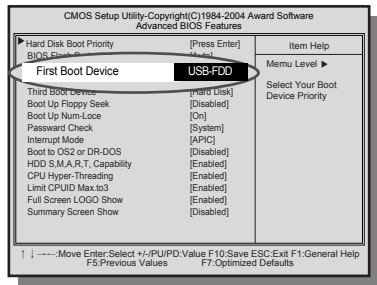 CMOS Setup Utility-Copyright(C)1984-2004 Award Software
Advanced BIOS Features
Hard Disk Boot Priority [Press Enter]
BIOS
First Boot Device USB-FDD
Third Boot Device [Hard Disk]
Boot Up Floppy Seek [Disabled]
Boot Up Num-Loce [On]
Passward Check [System]
Interrupt Mode [APIC]
Boot to OS2 or DR-DOS [Disabled]
HDD S,M,A,R,T, Capability [Enabled]
CPU Hyper-Threading [Enabled]
Limit CPUID Max.to3 [Enabled]
Full Screen LOGO Show [Enabled]
Summary Screen Show [Disabled]
Item Help
Menu Level ▶
Select Your Boot
Device Priority
↑ ↓ →←:Move Enter:Select +/-/PU/PD:Value F10:Save ESC:Exit F1:General Help
F5:Previous Values F7:Optimized Defaults